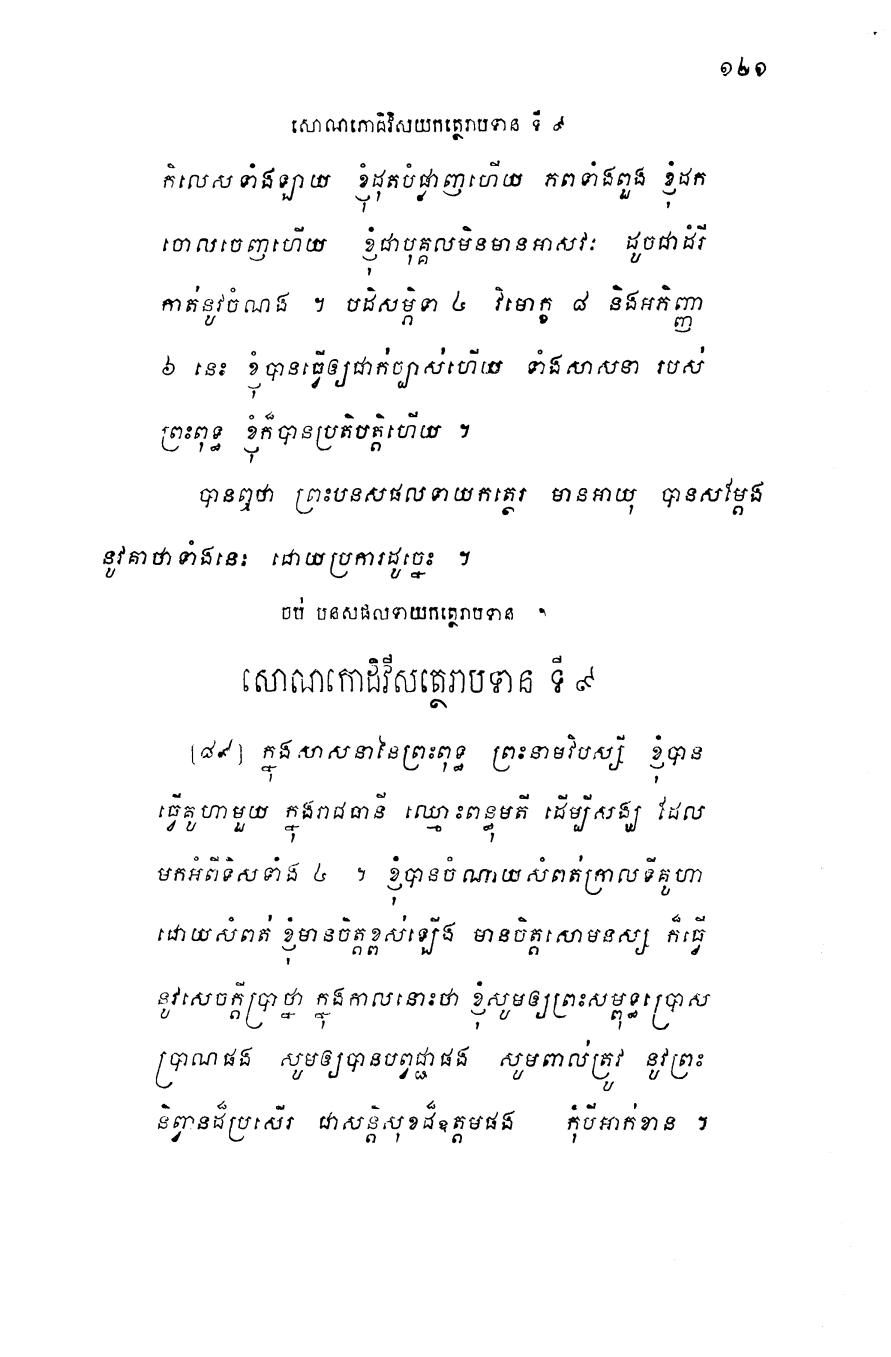 ១២១
សោណកោដិវីសយកត្ថេរាបទាន ទី ៩
កិលេសទាំងឡាយ ខ្ញុំដុតបំផ្លាញហើយ ភពទាំងពួង ខ្ញុំដក
ចោលចេញហើយ ខ្ញុំជាបុគ្គលមិនមានអាសវៈ ដូចជាដំរី
កាត់នូវចំណង ។ បដិសម្ភិទា ៤ វិមោក្ខ ៨ និងអភិញ្ញា
៦ នេះ ខ្ញុំបានធ្វើឲ្យជាក់ច្បាស់ហើយ ទាំងសាសនា របស់
ព្រះពុទ្ធ ខ្ញុំក៏បានប្រតិបត្តិហើយ ។
បានឮថា ព្រះបនសផលទាយកត្ថេរ មានអាយុ បានសម្តែង
នូវគាថាទាំងនេះ ដោយប្រការដូច្នេះ ។
ចប់ បនសផលទាយកត្ថេរាបទាន ។
សោណកោដិវីសត្ថេរាបទាន ទី ៩
[៨៩] ក្នុងសាសនានៃព្រះពុទ្ធ ព្រះនាមវិបស្សី ខ្ញុំបាន
ធ្វើគូហាមួយ ក្នុងរាជធានី ឈ្មោះពន្ធុមតី ដើម្បីសង្ឃ ដែល
មកអំពីទិសទាំង ៤ ។ ខ្ញុំបានចំណាយសំពត់ក្រាលទីគូហា
ដោយសំពត់ ខ្ញុំមានចិត្តខ្ពស់ឡើង មានចិត្តសោមនស្ស ក៏ធ្វើ
នូវសេចក្តីប្រាថ្នា ក្នុងកាលនោះថា ខ្ញុំសូមឲ្យព្រះសម្ពុទ្ធប្រោស
ប្រាណផង សូមឲ្យបានបព្វជ្ជាផង សូមពាល់ត្រូវ នូវព្រះ
និព្វានដ៏ប្រសើរ ជាសន្តិសុខដ៏ឧត្តមផង កុំបីអាក់ខាន ។